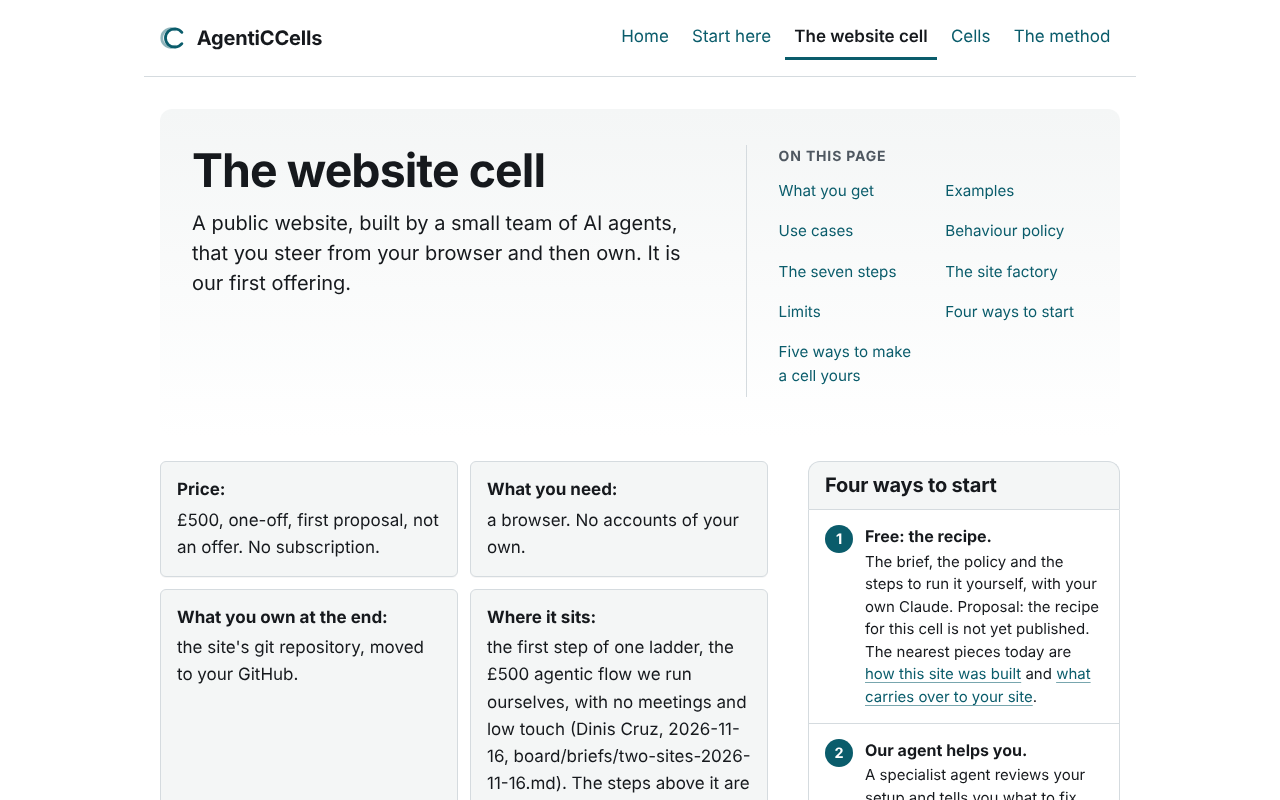 AgentiCCells
Home
Start here
The website cell
Cells
The method
The website cell
A public website, built by a small team of AI agents,
that you steer from your browser and then own. It is
our first offering.
ON THIS PAGE
What you get
Examples
Use cases
Behaviour policy
The seven steps
The site factory
Limits
Four ways to start
Five ways to make
a cell yours
Price:
£500, one-off, first proposal, not
an offer. No subscription.
What you need:
a browser. No accounts of your
own.
What you own at the end:
the site's git repository, moved
to your GitHub.
Where it sits:
the first step of one ladder, the
£500 agentic flow we run
ourselves, with no meetings and
low touch (Dinis Cruz, 2026-11-
16, board/briefs/two-sites-2026-
11-16.md). The steps above it are
Four ways to start
1
Free: the recipe.
The brief, the policy and the
steps to run it yourself, with your
own Claude. Proposal: the recipe
for this cell is not yet published.
The nearest pieces today are
how this site was built and what
carries over to your site.
2
Our agent helps you.
A specialist agent reviews your
setup and tells you what to fix